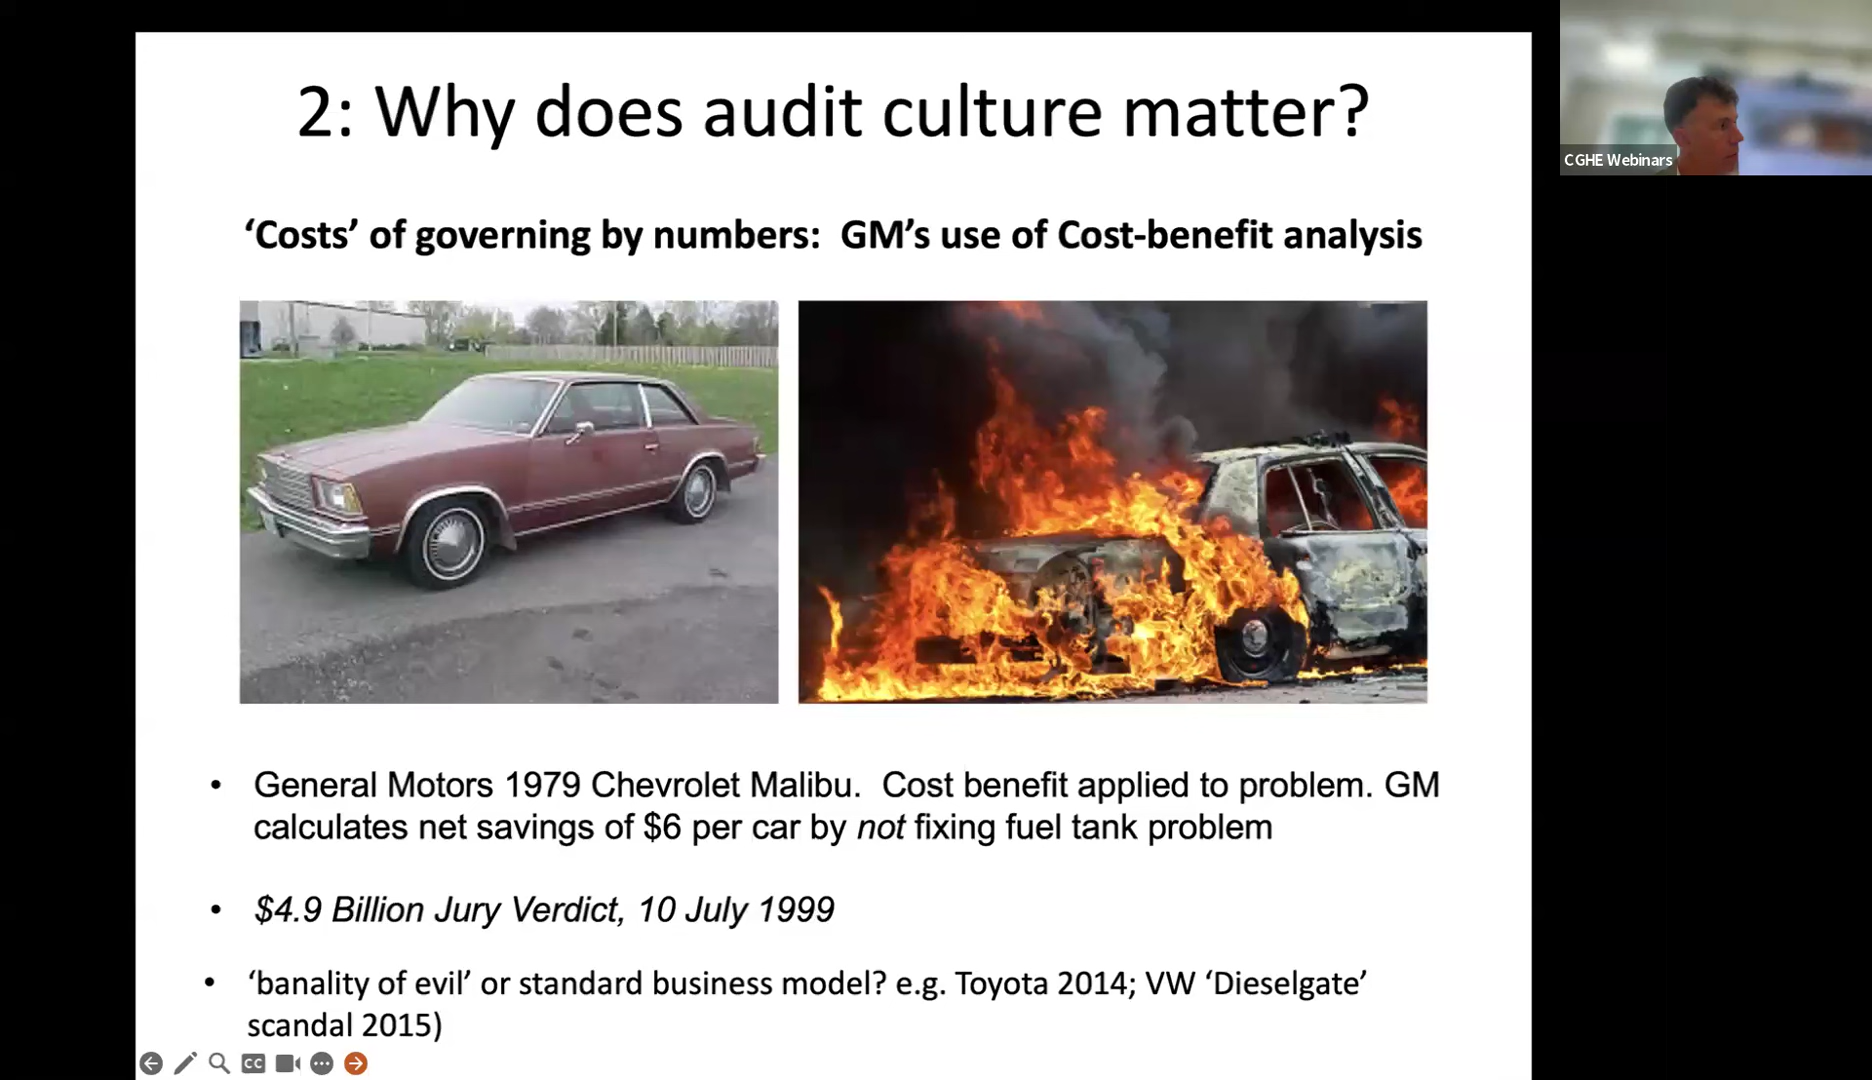 2: Why does audit culture matter?
CGHE Webinars
‘Costs’ of governing by numbers:  GM’s use of Cost-benefit analysis
• General Motors 1979 Chevrolet Malibu.  Cost benefit applied to problem. GM
calculates net savings of $6 per car by not fixing fuel tank problem
• $4.9 Billion Jury Verdict, 10 July 1999
• ‘banality of evil’ or standard business model? e.g. Toyota 2014; VW ‘Dieselgate’
scandal 2015)
CC